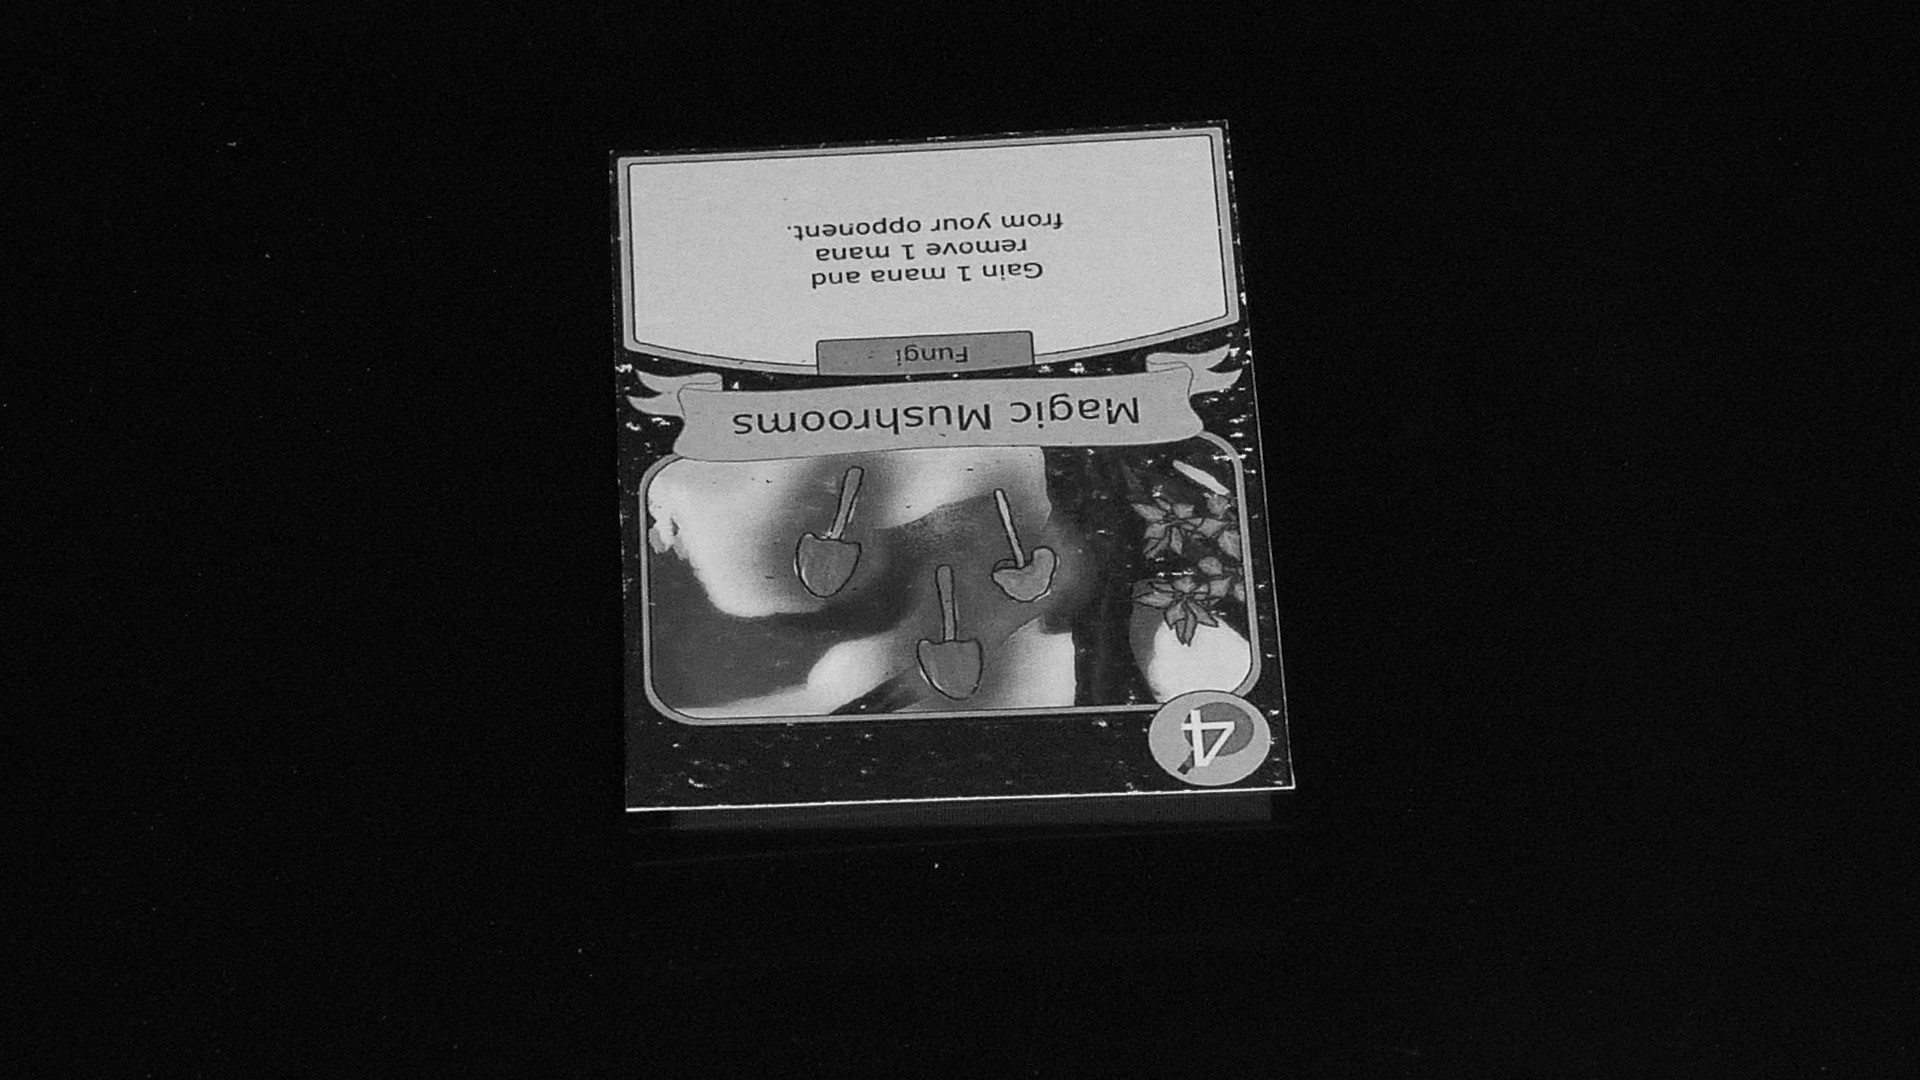 4
Magic Mushrooms
Fungi
Gain 1 mana and
remove 1 mana
from your opponent.